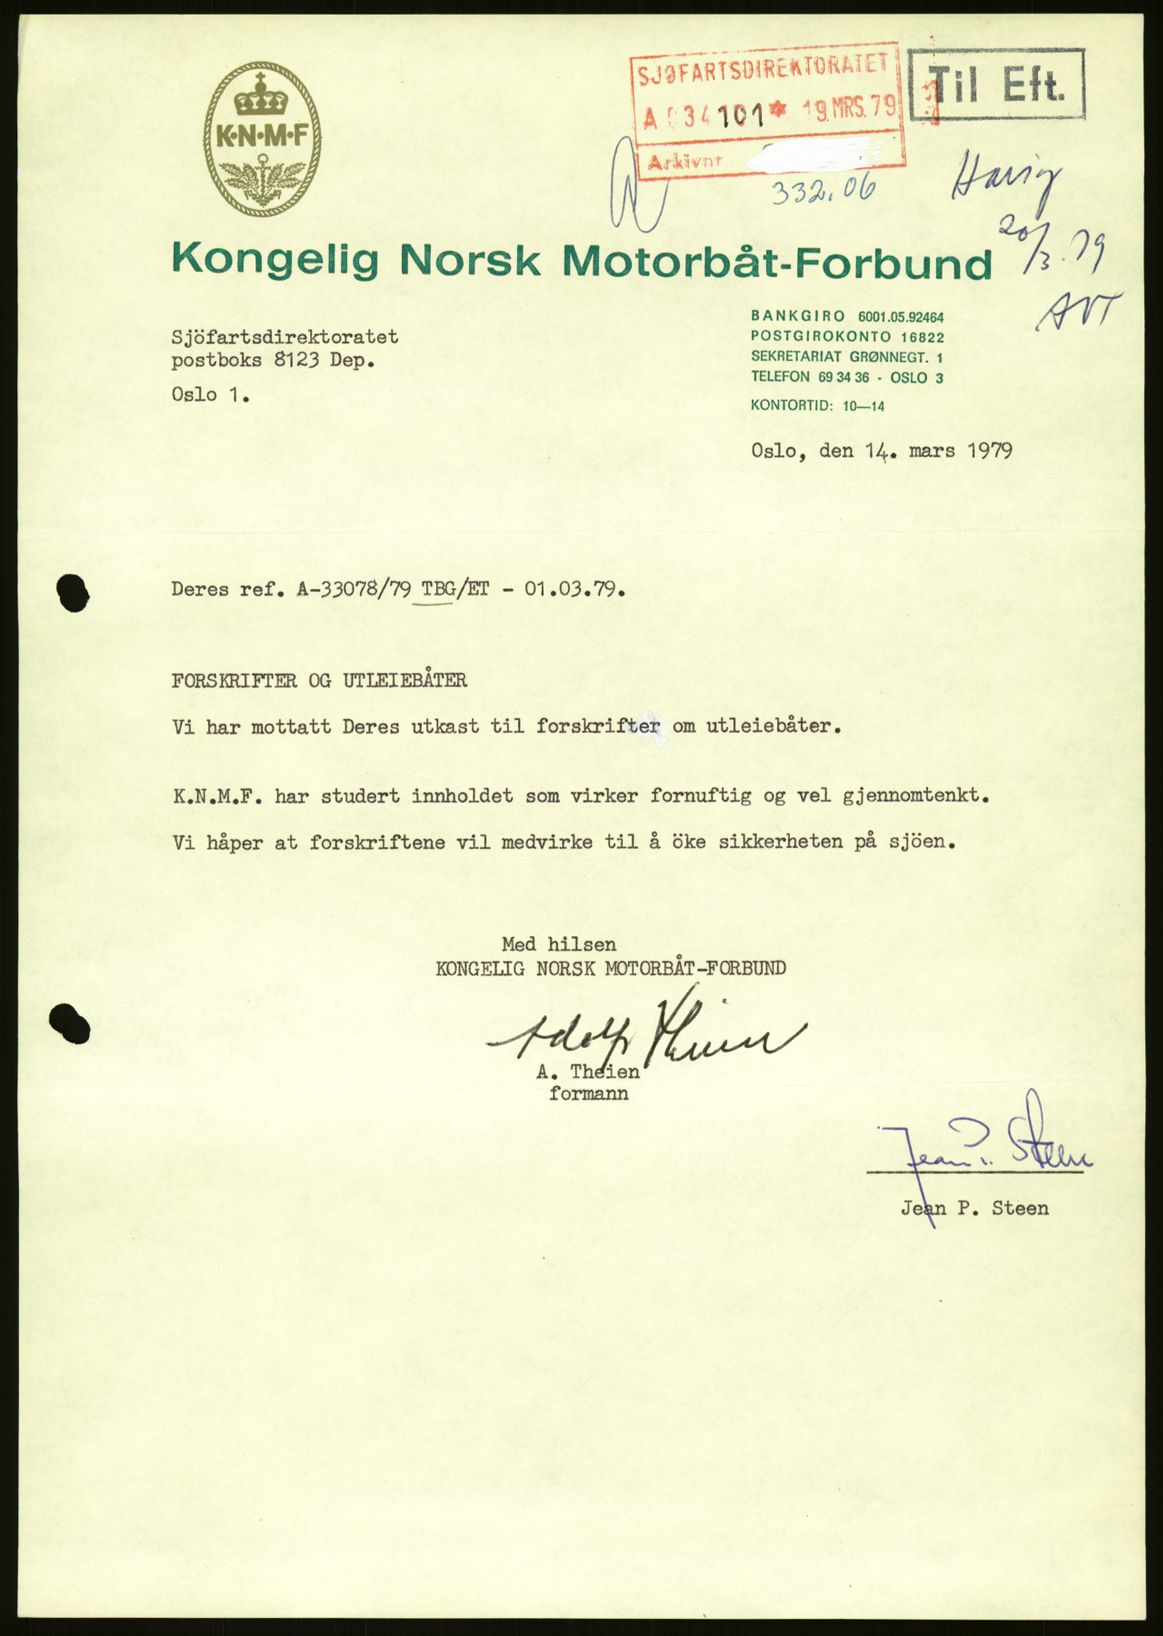 K·N·M·F
SJØFARTSDIREKTORATET
A 034101* 19.MRS.79
Arkivnr
332.06
Til Eft.
20/3.79
AVT
Kongelig Norsk Motorbåt-Forbund
BANKGIRO 6001.05.92464
POSTGIROKONTO 16822
SEKRETARIAT GRØNNEGT. 1
TELEFON 69 34 36 - OSLO 3
KONTORTID: 10—14
Sjöfartsdirektoratet
postboks 8123 Dep.
Oslo 1.
Oslo, den 14. mars 1979
Deres ref. A-33078/79 TBG/ET - 01.03.79.
FORSKRIFTER OG UTLEIEBÅTER
Vi har mottatt Deres utkast til forskrifter om utleiebåter.
K.N.M.F. har studert innholdet som virker fornuftig og vel gjennomtenkt.
Vi håper at forskriftene vil medvirke til å öke sikkerheten på sjöen.
Med hilsen
KONGELIG NORSK MOTORBÅT-FORBUND
Adolf Theien
A. Theien
formann
Jean P. Steen
Jean P. Steen